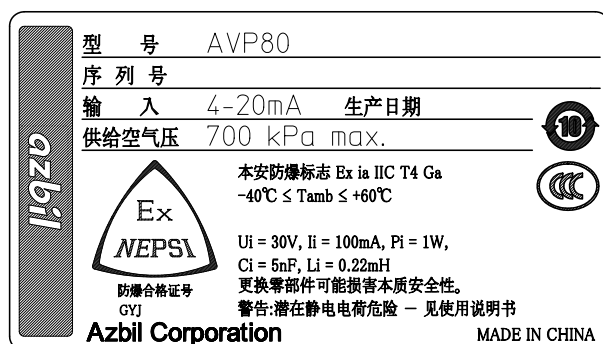 azbil
型 号 AVP80
序 列 号
输 入 4-20mA 生产日期
供给空气压 700 kPa max.
10
CCC
本安防爆标志 Ex ia IIC T4 Ga
-40℃ ≤ Tamb ≤ +60℃
Ex
NEPSI
Ui = 30V, Ii = 100mA, Pi = 1W,
Ci = 5nF, Li = 0.22mH
防爆合格证号
GYJ
更换零部件可能损害本质安全性。
警告:潜在静电电荷危险 － 见使用说明书
Azbil Corporation
MADE IN CHINA